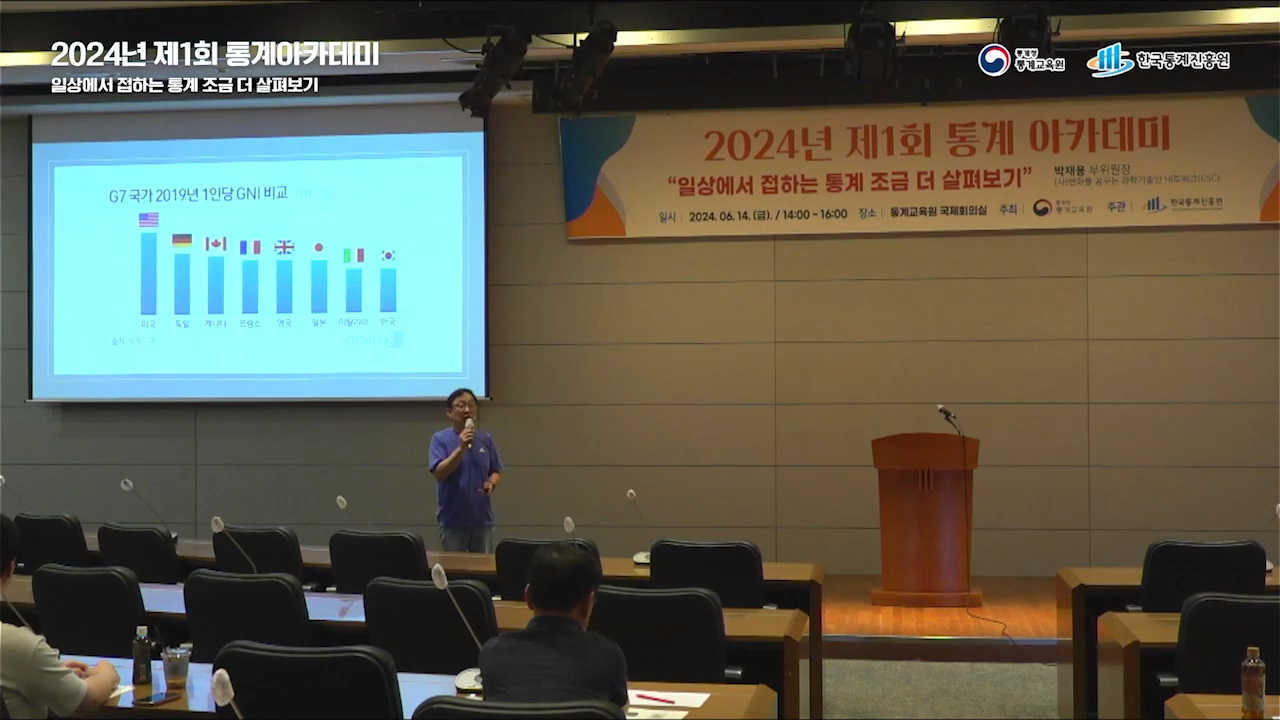 2024년 제1회 통계아카데미
일상에서 접하는 통계 조금 더 살펴보기
통계청
통계교육원
한국통계진흥원
G7 국가 2019년 1인당 GNI 비교
미국 독일 캐나다 프랑스 영국 일본 이탈리아 한국
출처
2024년 제1회 통계 아카데미
“일상에서 접하는 통계 조금 더 살펴보기”
박재용 부위원장
(사)변화를 꿈꾸는 과학기술인 네트워크(ESC)
일시 | 2024. 06. 14. (금). / 14:00 ~ 16:00 장소 | 통계교육원 국제회의실 주최 | 통계청 통계교육원 주관 | 한국통계진흥원